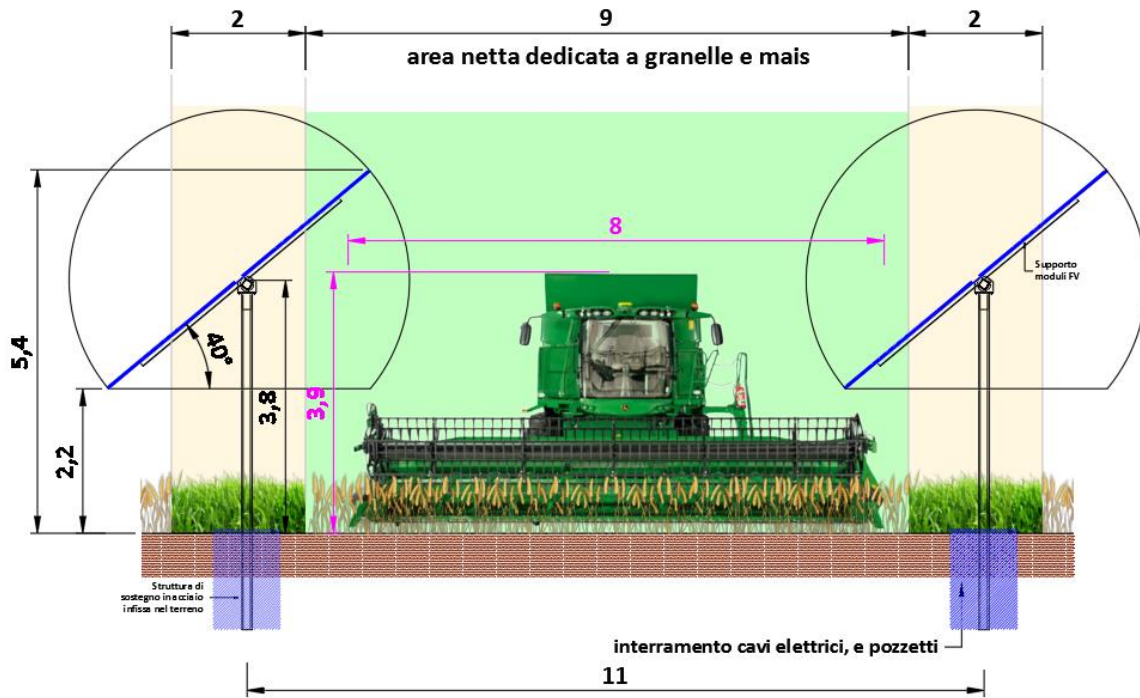 2
9
2
area netta dedicata a granelle e mais
8
Supporto
moduli FV
5,4
40°
3,8
3,9
2,2
Struttura di
sostegno in acciaio
infissa nel terreno
interramento cavi elettrici, e pozzetti
11